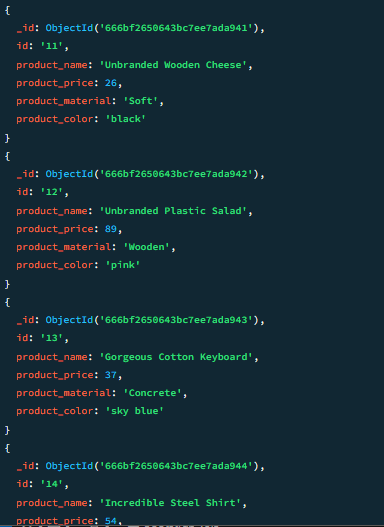 {
_id: ObjectId('666bf2650643bc7ee7ada941'),
id: '11',
product_name: 'Unbranded Wooden Cheese',
product_price: 26,
product_material: 'Soft',
product_color: 'black'
}
{
_id: ObjectId('666bf2650643bc7ee7ada942'),
id: '12',
product_name: 'Unbranded Plastic Salad',
product_price: 89,
product_material: 'Wooden',
product_color: 'pink'
}
{
_id: ObjectId('666bf2650643bc7ee7ada943'),
id: '13',
product_name: 'Gorgeous Cotton Keyboard',
product_price: 37,
product_material: 'Concrete',
product_color: 'sky blue'
}
{
_id: ObjectId('666bf2650643bc7ee7ada944'),
id: '14',
product_name: 'Incredible Steel Shirt',
product_price: 54,